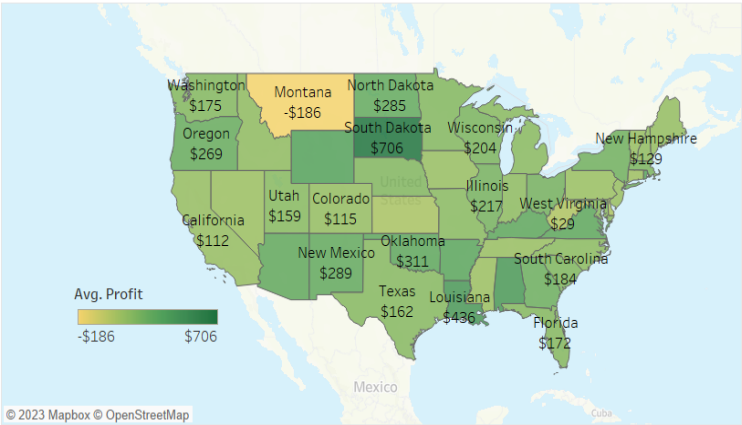 Washington
$175
Montana
-$186
North Dakota
$285
Oregon
$269
South Dakota
$706
Wisconsin
$204
New Hampshire
$129
United
States
Utah
$159
Colorado
$115
Illinois
$217
West Virginia
$29
California
$112
New Mexico
$289
Oklahoma
$311
South Carolina
$184
Texas
$162
Louisiana
$436
Florida
$172
Avg. Profit
-$186 $706
Mexico
Cuba
© 2023 Mapbox © OpenStreetMap